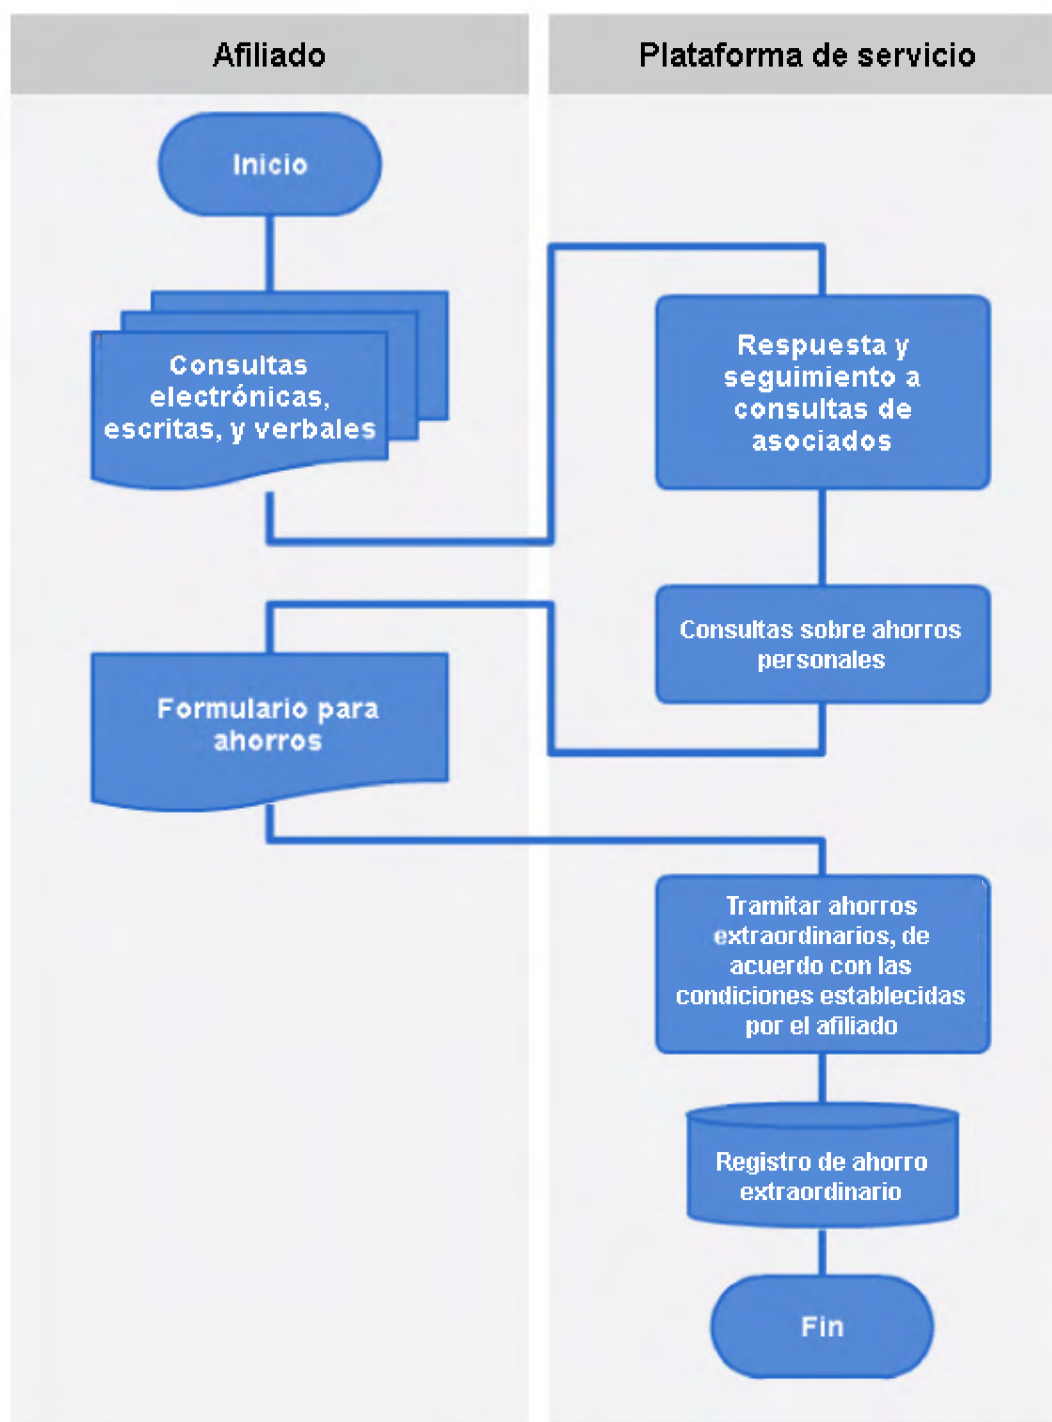 Afiliado
Plataforma de servicio
Inicio
Consultas
electrónicas,
escritas, y verbales
Respuesta y
seguimiento a
consultas de
asociados
Consultas sobre ahorros
personales
Formulario para
ahorros
Tramitar ahorros
extraordinarios, de
acuerdo con las
condiciones establecidas
por el afiliado
Registro de ahorro
extraordinario
Fin